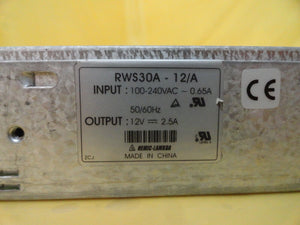 RWS30A - 12/A
INPUT : 100-240VAC ~ 0.65A
50/60Hz
OUTPUT : 12V ⎓ 2.5A
NEMIC-LAMBDA
2CJ MADE IN CHINA
CE